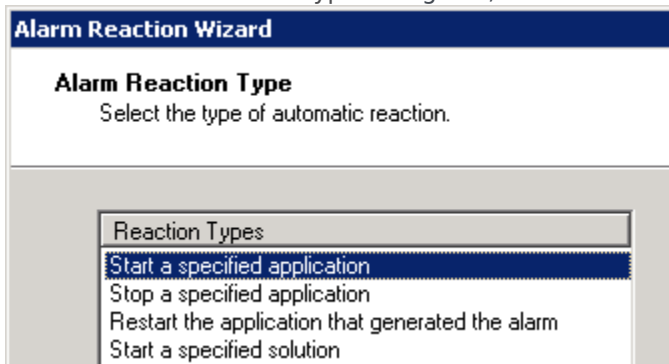 Alarm Reaction Wizard
Alarm Reaction Type
Select the type of automatic reaction.
Reaction Types
Start a specified application
Stop a specified application
Restart the application that generated the alarm
Start a specified solution